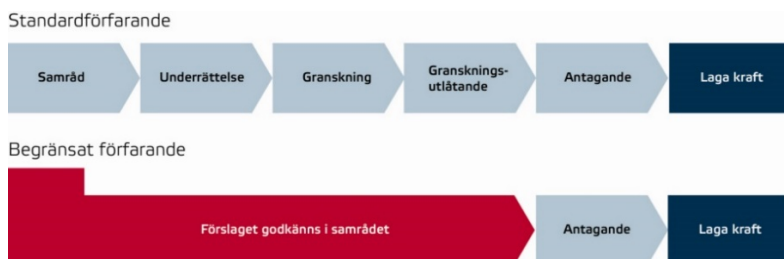 Standardförfarande
Samråd
Underrättelse
Granskning
Gransknings-
utlåtande
Antagande
Laga kraft
Begränsat förfarande
Förslaget godkänns i samrådet
Antagande
Laga kraft